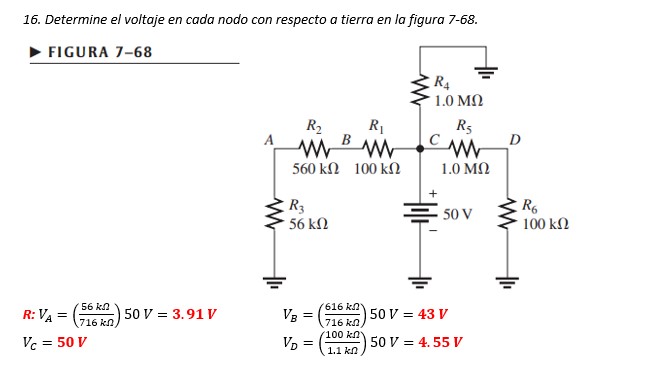 16. Determine el voltaje en cada nodo con respecto a tierra en la figura 7-68.
► FIGURA 7–68
R4
1.0 MΩ
A R2 B R1 C R5 D
560 kΩ 100 kΩ 1.0 MΩ
R3
56 kΩ
+
50 V
–
R6
100 kΩ
R: VA = (56 kΩ / 716 kΩ) 50 V = 3.91 V
VB = (616 kΩ / 716 kΩ) 50 V = 43 V
VC = 50 V
VD = (100 kΩ / 1.1 kΩ) 50 V = 4.55 V